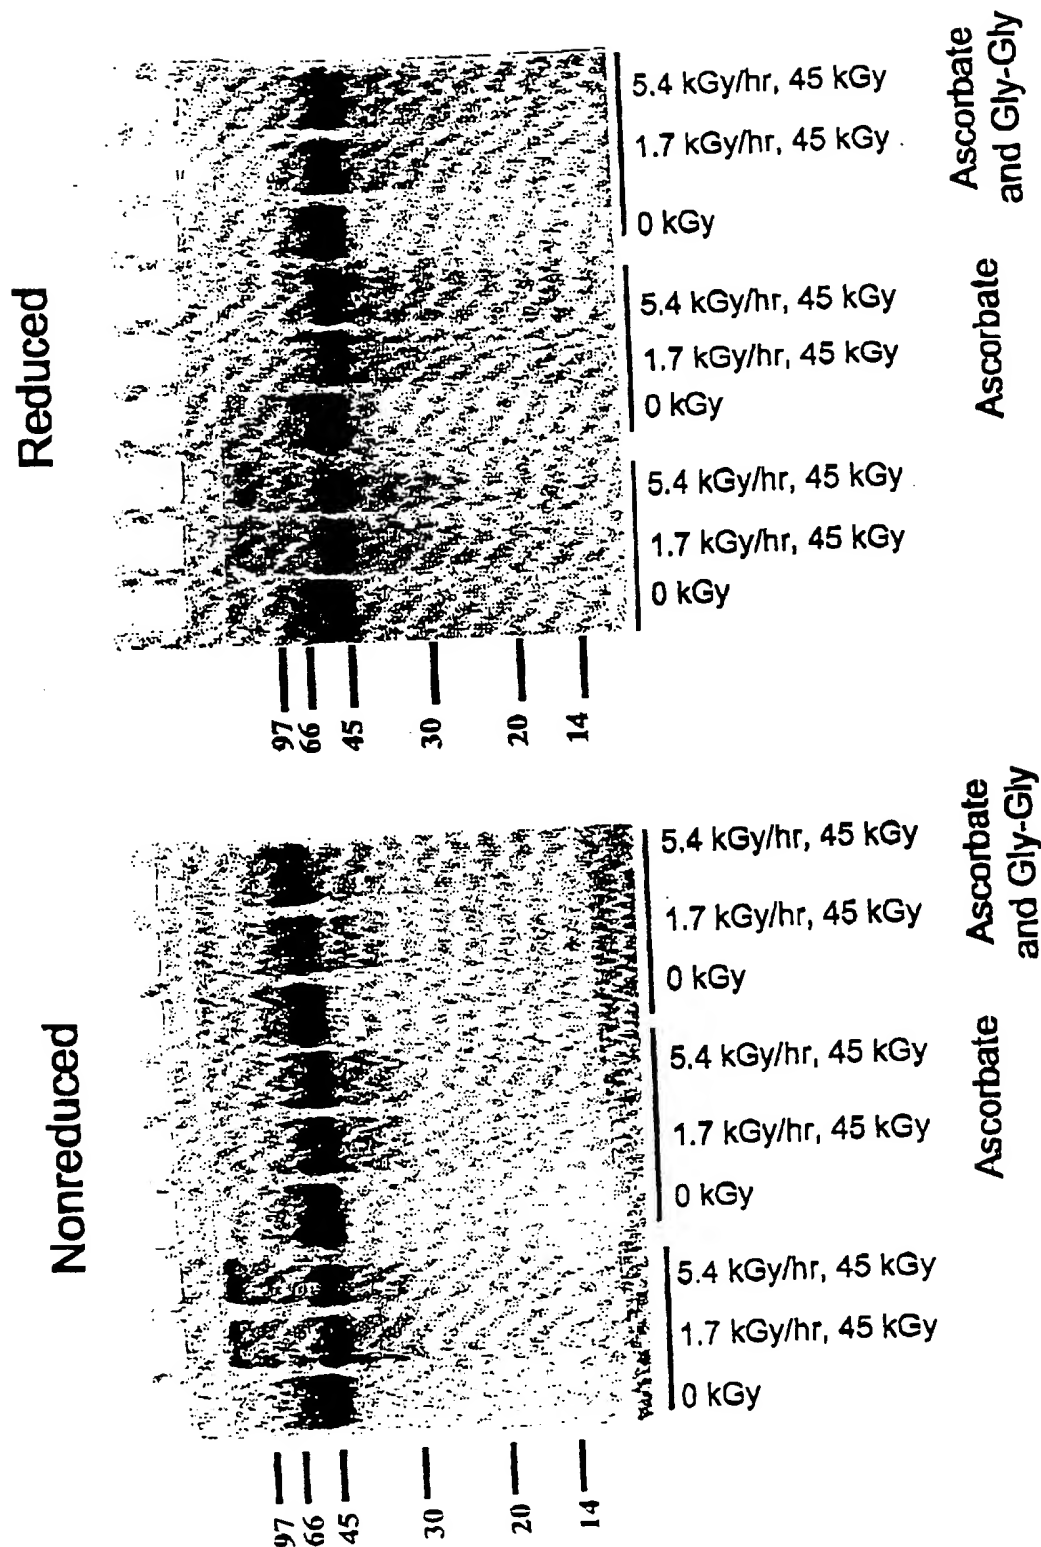 Nonreduced
97
66
45
30
20
14
0 kGy
1.7 kGy/hr, 45 kGy
5.4 kGy/hr, 45 kGy
0 kGy
1.7 kGy/hr, 45 kGy
5.4 kGy/hr, 45 kGy
Ascorbate
0 kGy
1.7 kGy/hr, 45 kGy
5.4 kGy/hr, 45 kGy
Ascorbate
and Gly-Gly
Reduced
97
66
45
30
20
14
0 kGy
1.7 kGy/hr, 45 kGy
5.4 kGy/hr, 45 kGy
0 kGy
1.7 kGy/hr, 45 kGy
5.4 kGy/hr, 45 kGy
Ascorbate
0 kGy
1.7 kGy/hr, 45 kGy
5.4 kGy/hr, 45 kGy
Ascorbate
and Gly-Gly